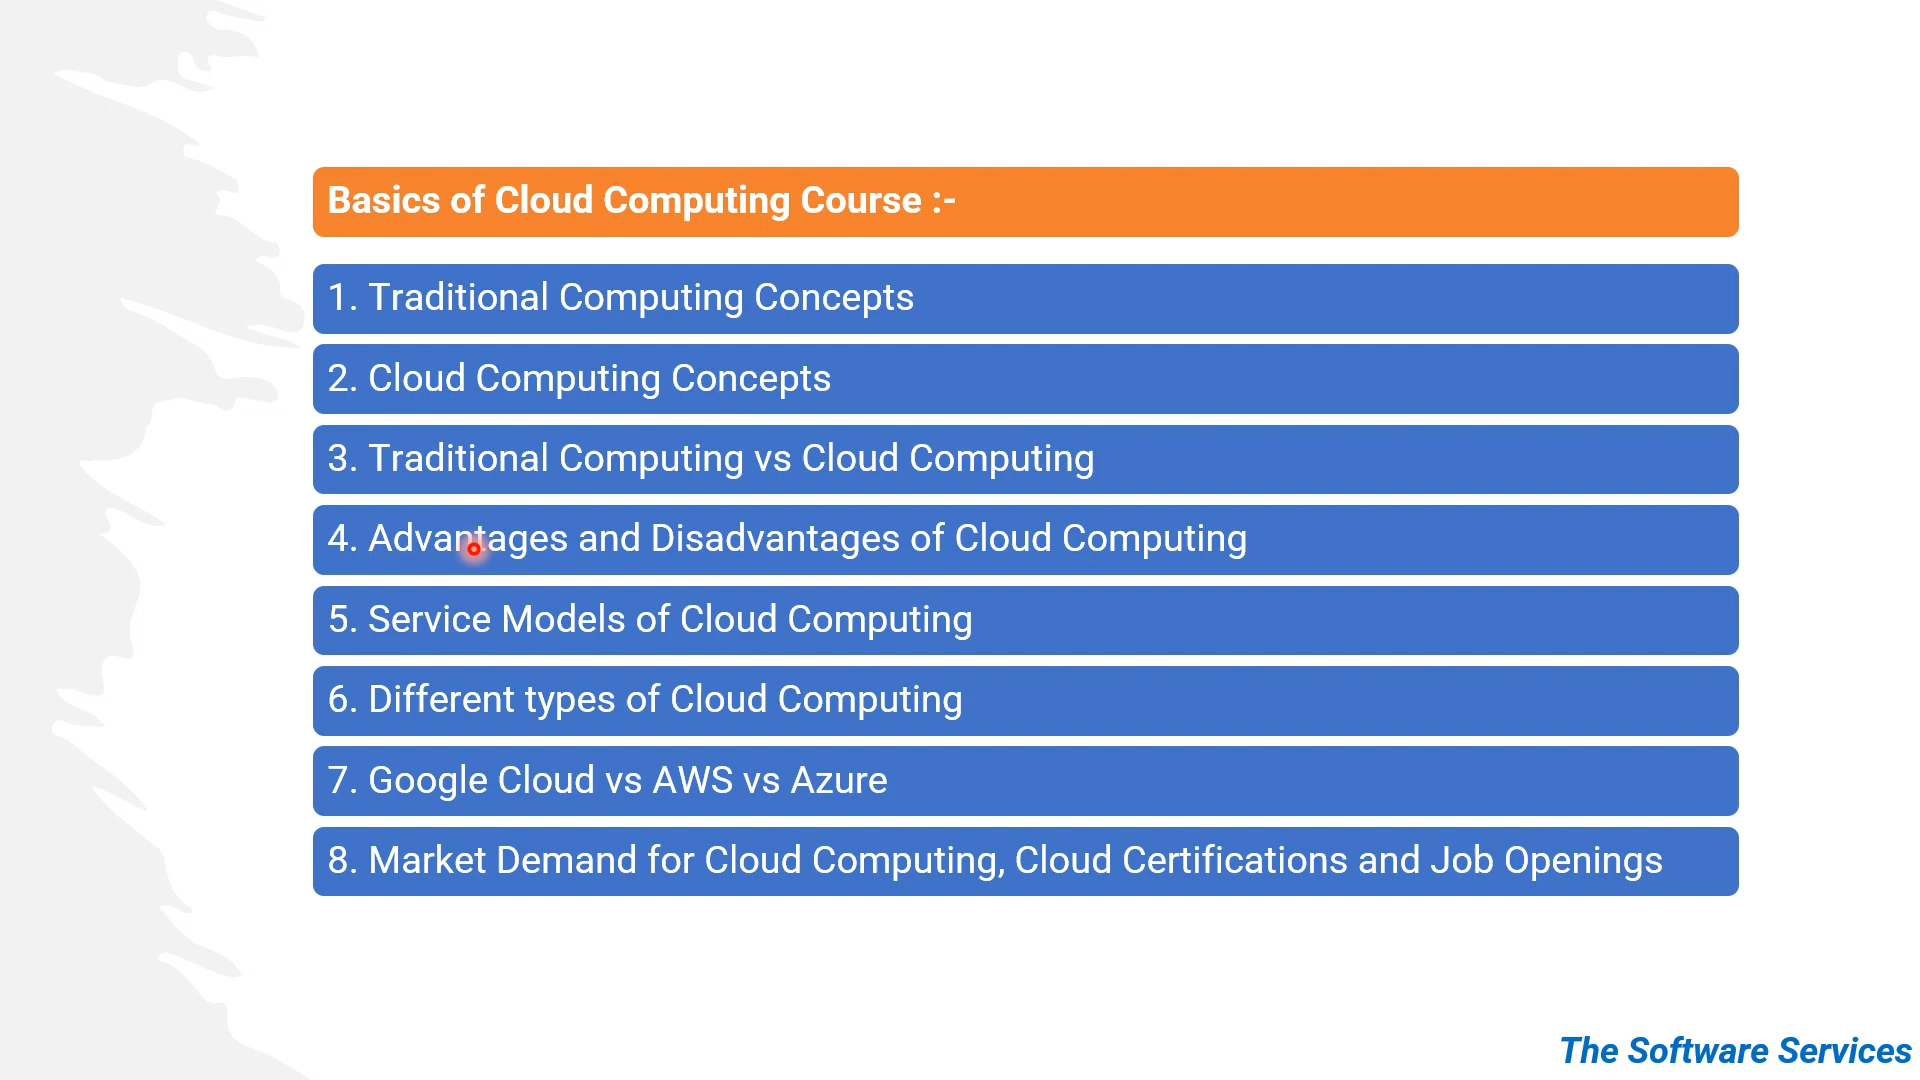 Basics of Cloud Computing Course :-
1. Traditional Computing Concepts
2. Cloud Computing Concepts
3. Traditional Computing vs Cloud Computing
4. Advantages and Disadvantages of Cloud Computing
5. Service Models of Cloud Computing
6. Different types of Cloud Computing
7. Google Cloud vs AWS vs Azure
8. Market Demand for Cloud Computing, Cloud Certifications and Job Openings
The Software Services